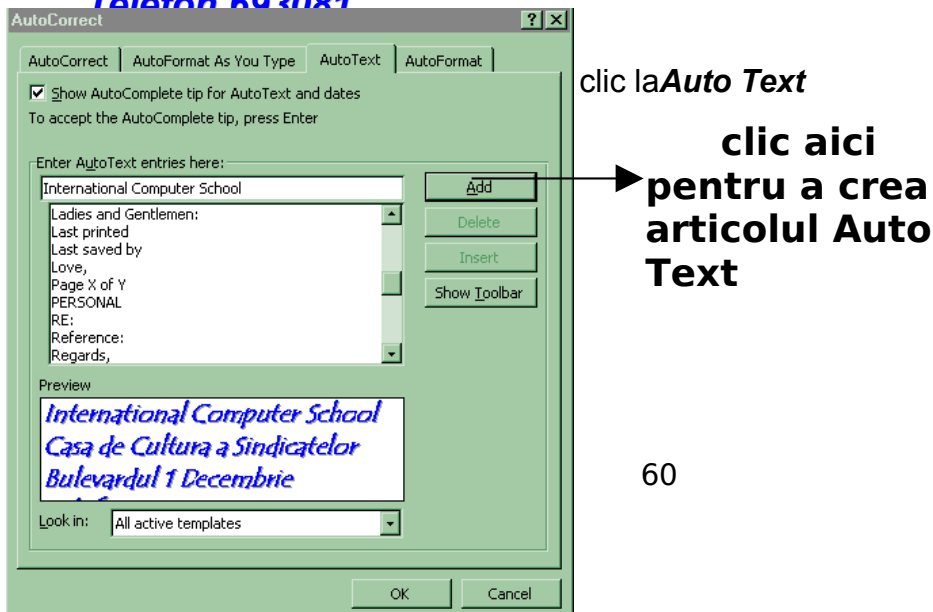 Telefon 693081
AutoCorrect
AutoCorrect AutoFormat As You Type AutoText AutoFormat
Show AutoComplete tip for AutoText and dates
To accept the AutoComplete tip, press Enter
clic laAuto Text
Enter AutoText entries here:
International Computer School
Add
Ladies and Gentlemen:
Last printed
Last saved by
Love,
Page X of Y
PERSONAL
RE:
Reference:
Regards,
Delete
Insert
Show Toolbar
clic aici
pentru a crea
articolul Auto
Text
Preview
International Computer School
Casa de Cultura a Sindicatelor
Bulevardul 1 Decembrie
60
Look in: All active templates
OK Cancel